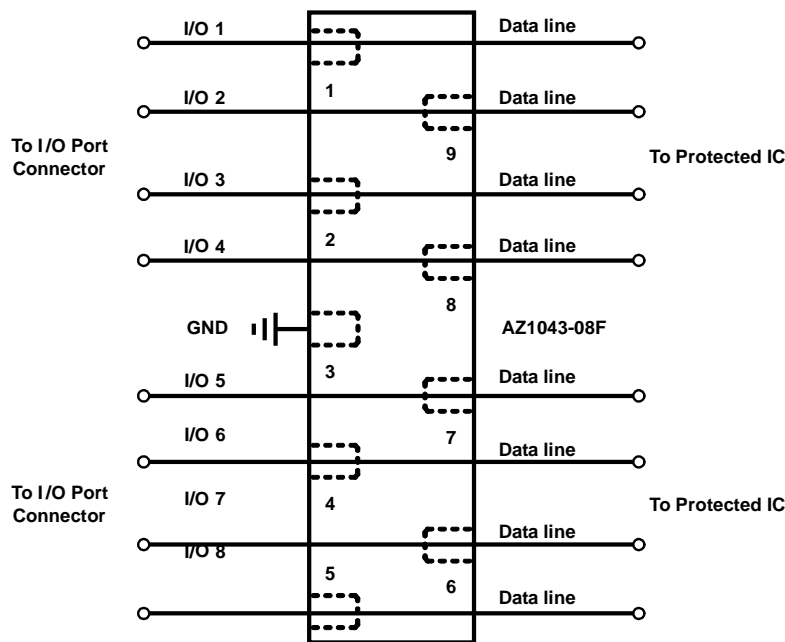 I/O 1 Data line
1
I/O 2 Data line
To I/O Port
Connector
9
To Protected IC
I/O 3 Data line
2
I/O 4 Data line
8
GND
AZ1043-08F
3
I/O 5 Data line
7
I/O 6
Data line
To I/O Port
Connector
I/O 7
4
To Protected IC
Data line
I/O 8
5
6
Data line